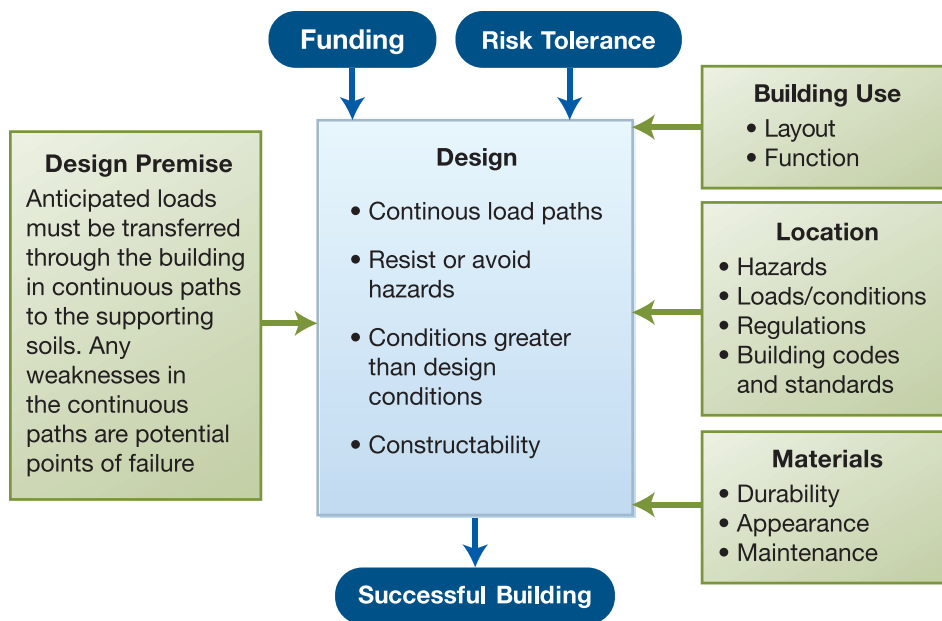 Funding
Risk Tolerance
Design Premise
Anticipated loads
must be transferred
through the building
in continuous paths
to the supporting
soils. Any
weaknesses in
the continuous
paths are potential
points of failure
Design
• Continous load paths
• Resist or avoid
hazards
• Conditions greater
than design
conditions
• Constructability
Building Use
• Layout
• Function
Location
• Hazards
• Loads/conditions
• Regulations
• Building codes
and standards
Materials
• Durability
• Appearance
• Maintenance
Successful Building